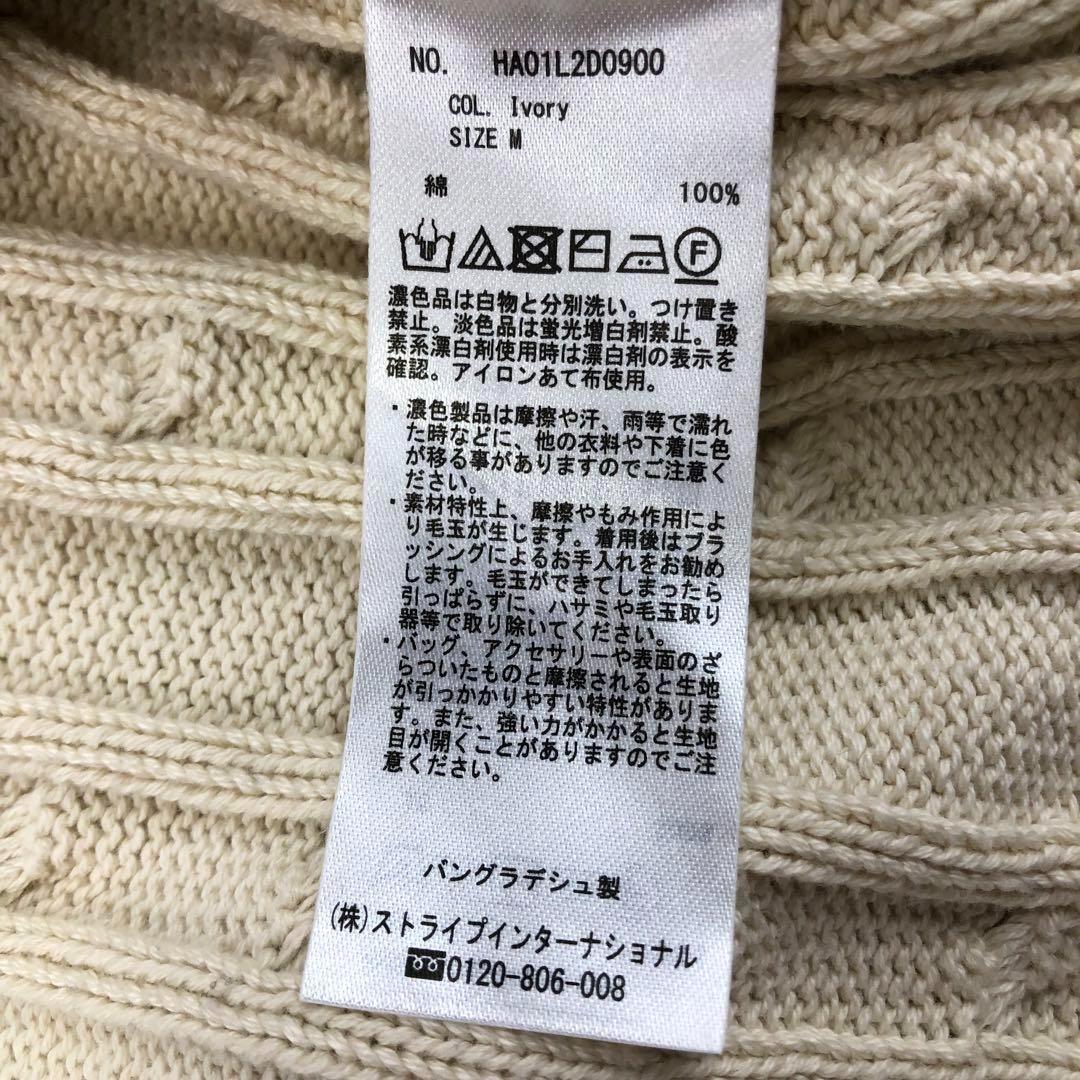 NO. HA01L2D0900
COL. Ivory
SIZE M
綿 100%
F
濃色品は白物と分別洗い。つけ置き
禁止。淡色品は蛍光増白剤禁止。酸
素系漂白剤使用時は漂白剤の表示を
確認。アイロンあて布使用。
・濃色製品は摩擦や汗、雨等で濡れ
た時などに、他の衣料や下着に色
が移る事がありますのでご注意く
ださい。
・素材特性上、摩擦やもみ作用によ
り毛玉が生じます。着用後はブラ
ッシングによるお手入れをお勧め
します。毛玉ができてしまったら
引っぱらずに、ハサミや毛玉取り
器等で取り除いてください。
・バッグ、アクセサリーや表面のざ
らついたものと摩擦されると生地
が引っかかりやすい特性がありま
す。また、強い力がかかると生地
目が開くことがありますのでご注
意ください。
バングラデシュ製
(株)ストライプインターナショナル
0120-806-008